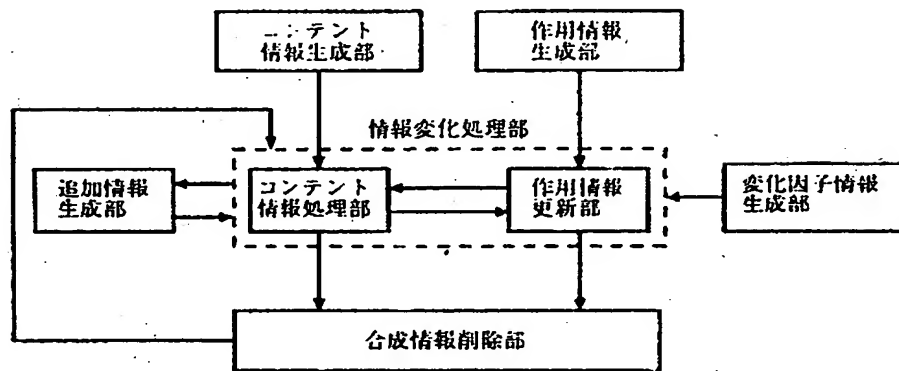 コンテント
情報生成部
作用情報
生成部
情報変化処理部
追加情報
生成部
コンテント
情報処理部
作用情報
更新部
変化因子情報
生成部
合成情報削除部